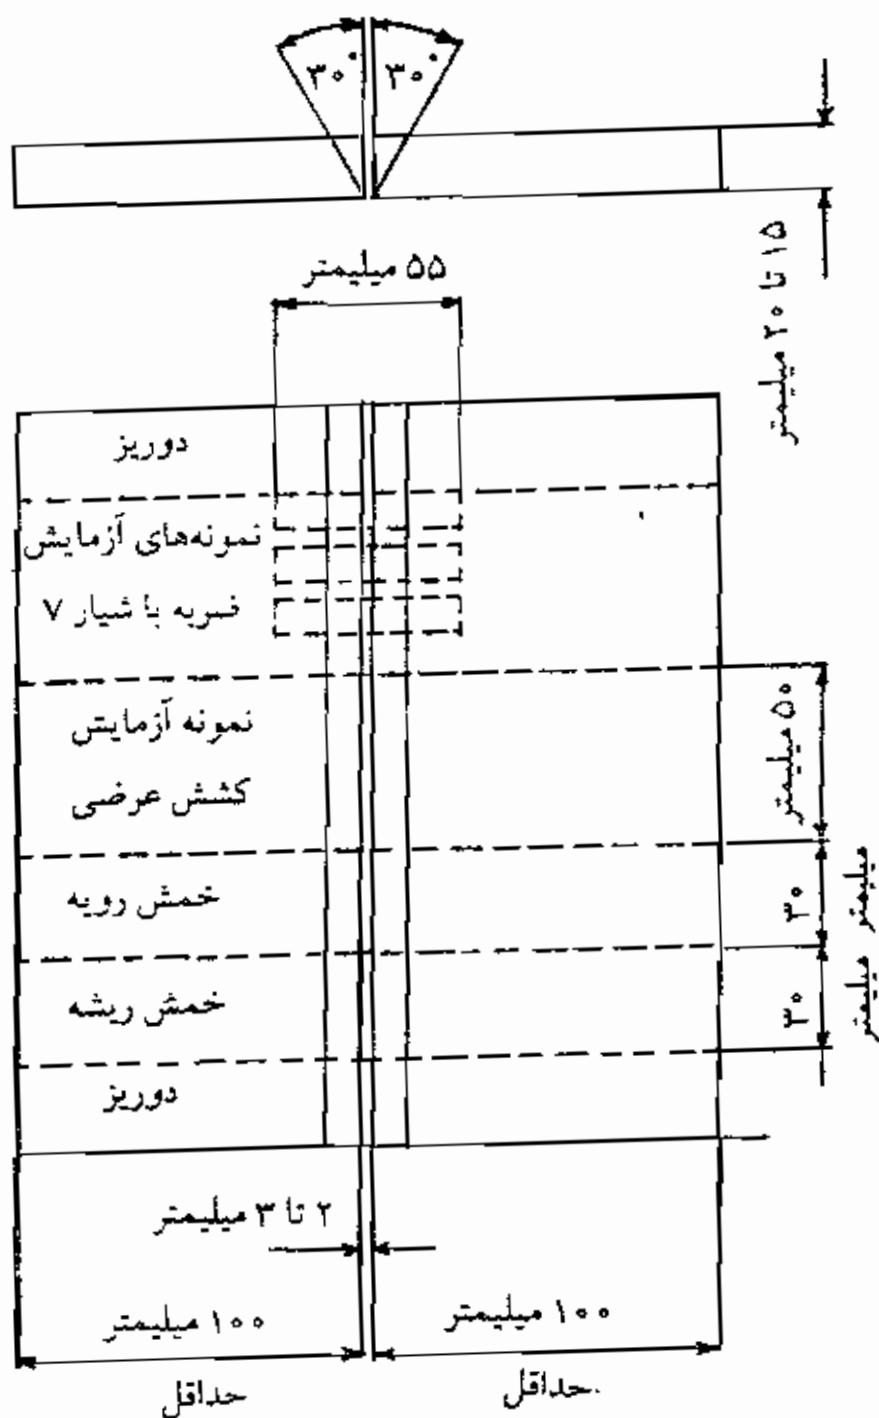 ۳۰° ۳۰°
۱۵ تا ۲۰ میلیمتر
۵۵ میلیمتر
دوریز
نمونه‌های آزمایش
ضربه با شیار ۷
نمونه آزمایش
کشش عرضی
خمش رویه
خمش ریشه
دوریز
۵۰ میلیمتر
۳۰ میلیمتر
۳۰ میلیمتر
۲ تا ۳ میلیمتر
۱۰۰ میلیمتر
حداقل
۱۰۰ میلیمتر
حداقل